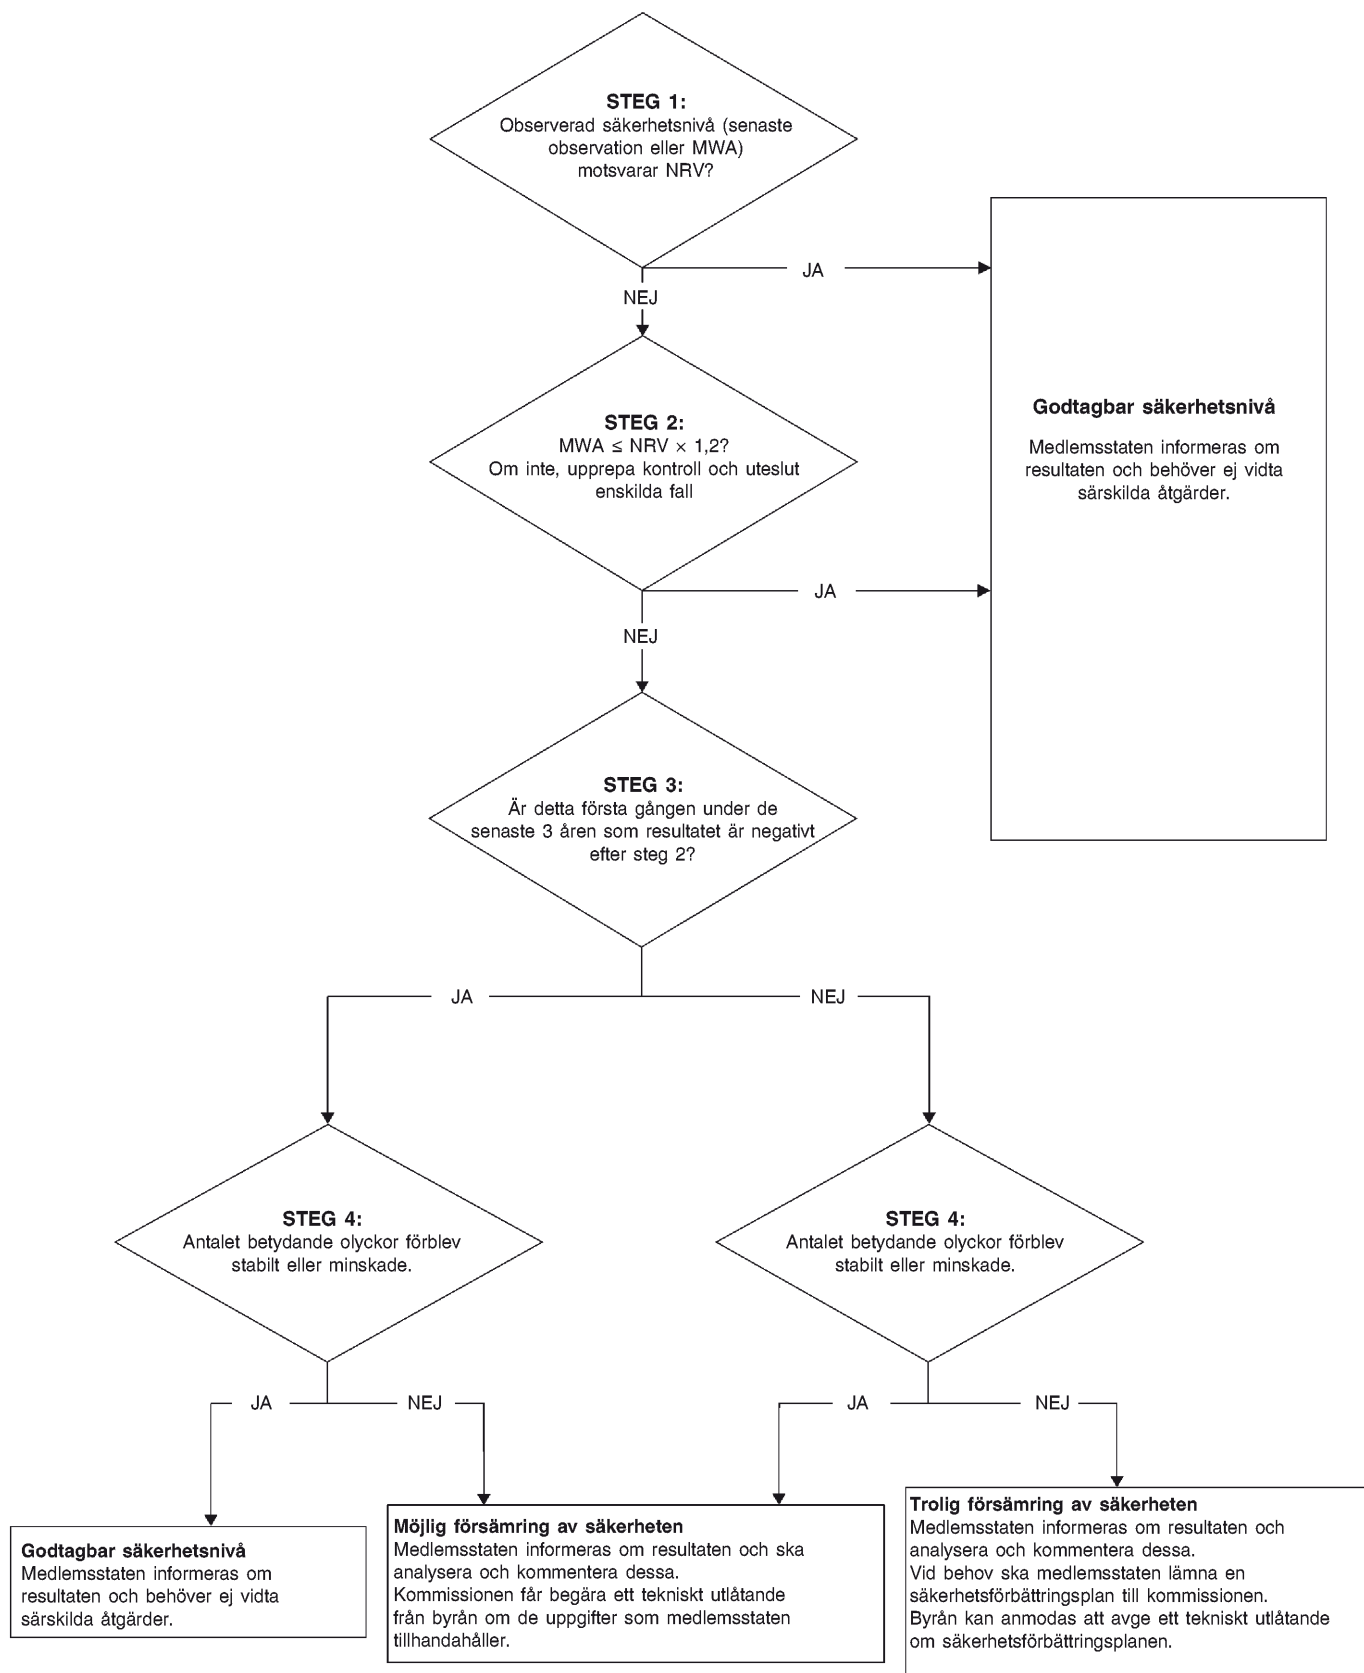 STEG 1:
Observerad säkerhetsnivå (senaste
observation eller MWA)
motsvarar NRV?
JA
NEJ
Godtagbar säkerhetsnivå
Medlemsstaten informeras om
resultaten och behöver ej vidta
särskilda åtgärder.
STEG 2:
MWA ≤ NRV × 1,2?
Om inte, upprepa kontroll och uteslut
enskilda fall
JA
NEJ
STEG 3:
Är detta första gången under de
senaste 3 åren som resultatet är negativt
efter steg 2?
JA
NEJ
STEG 4:
Antalet betydande olyckor förblev
stabilt eller minskade.
STEG 4:
Antalet betydande olyckor förblev
stabilt eller minskade.
JA
NEJ
JA
NEJ
Godtagbar säkerhetsnivå
Medlemsstaten informeras om
resultaten och behöver ej vidta
särskilda åtgärder.
Möjlig försämring av säkerheten
Medlemsstaten informeras om resultaten och ska
analysera och kommentera dessa.
Kommissionen får begära ett tekniskt utlåtande
från byrån om de uppgifter som medlemsstaten
tillhandahåller.
Trolig försämring av säkerheten
Medlemsstaten informeras om resultaten och
analysera och kommentera dessa.
Vid behov ska medlemsstaten lämna en
säkerhetsförbättringsplan till kommissionen.
Byrån kan anmodas att avge ett tekniskt utlåtande
om säkerhetsförbättringsplanen.